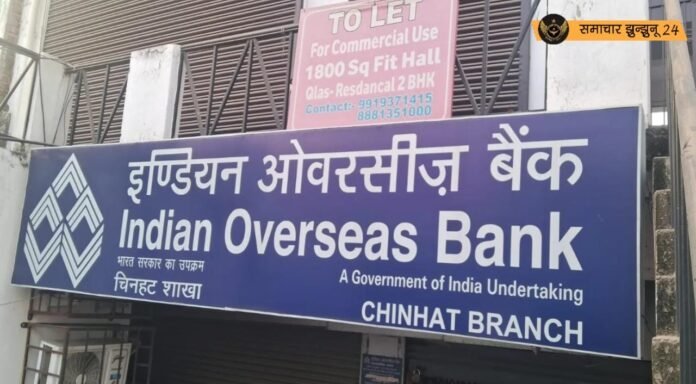 समाचार झुन्झुनू 24
TO LET
For Commercial Use
1800 Sq Fit Hall
Qlas- Resdancal 2 BHK
Contact:- 9919371415
8881351000
इण्डियन ओवरसीज़ बैंक
Indian Overseas Bank
भारत सरकार का उपक्रम
A Government of India Undertaking
चिनहट शाखा
CHINHAT BRANCH